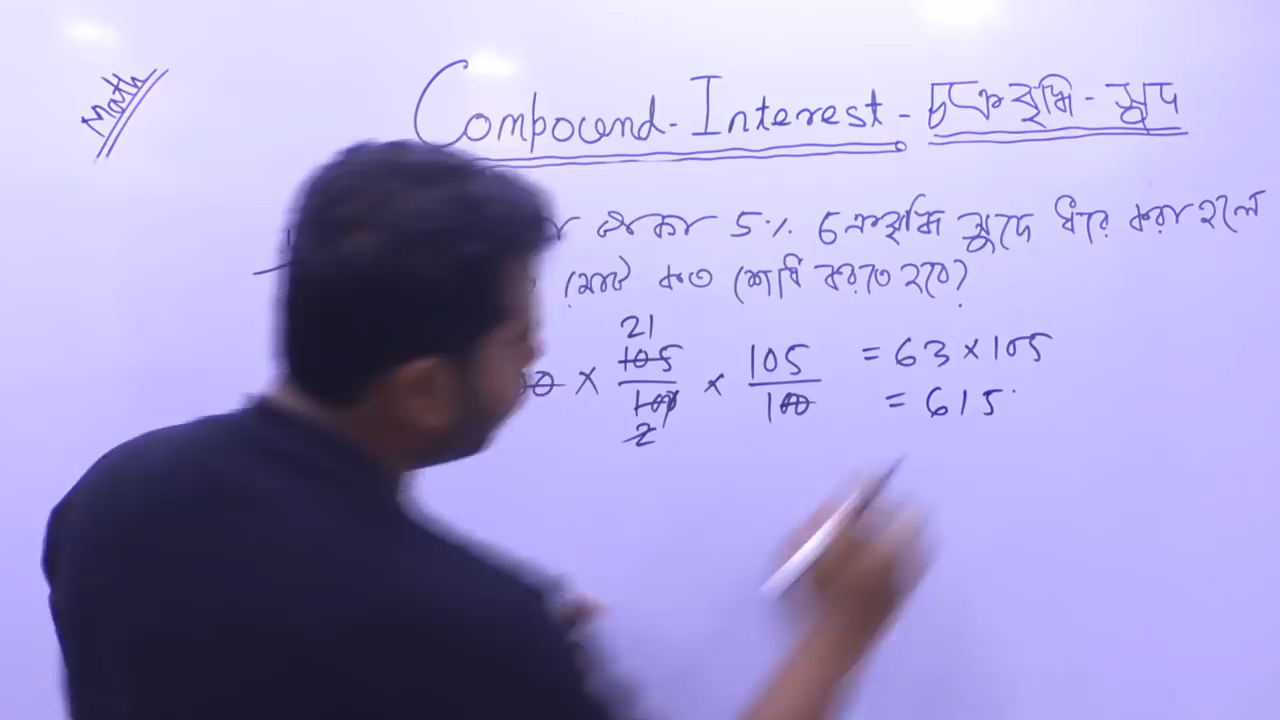 Math
Compound - Interest - চক্রবৃদ্ধি - সুদ
টাকা 5% চক্রবৃদ্ধি সুদে ধার করা হলে
মোট কত শোধ করতে হবে?
21
0 × 105/100 × 105/100 = 63 × 105
2
= 615